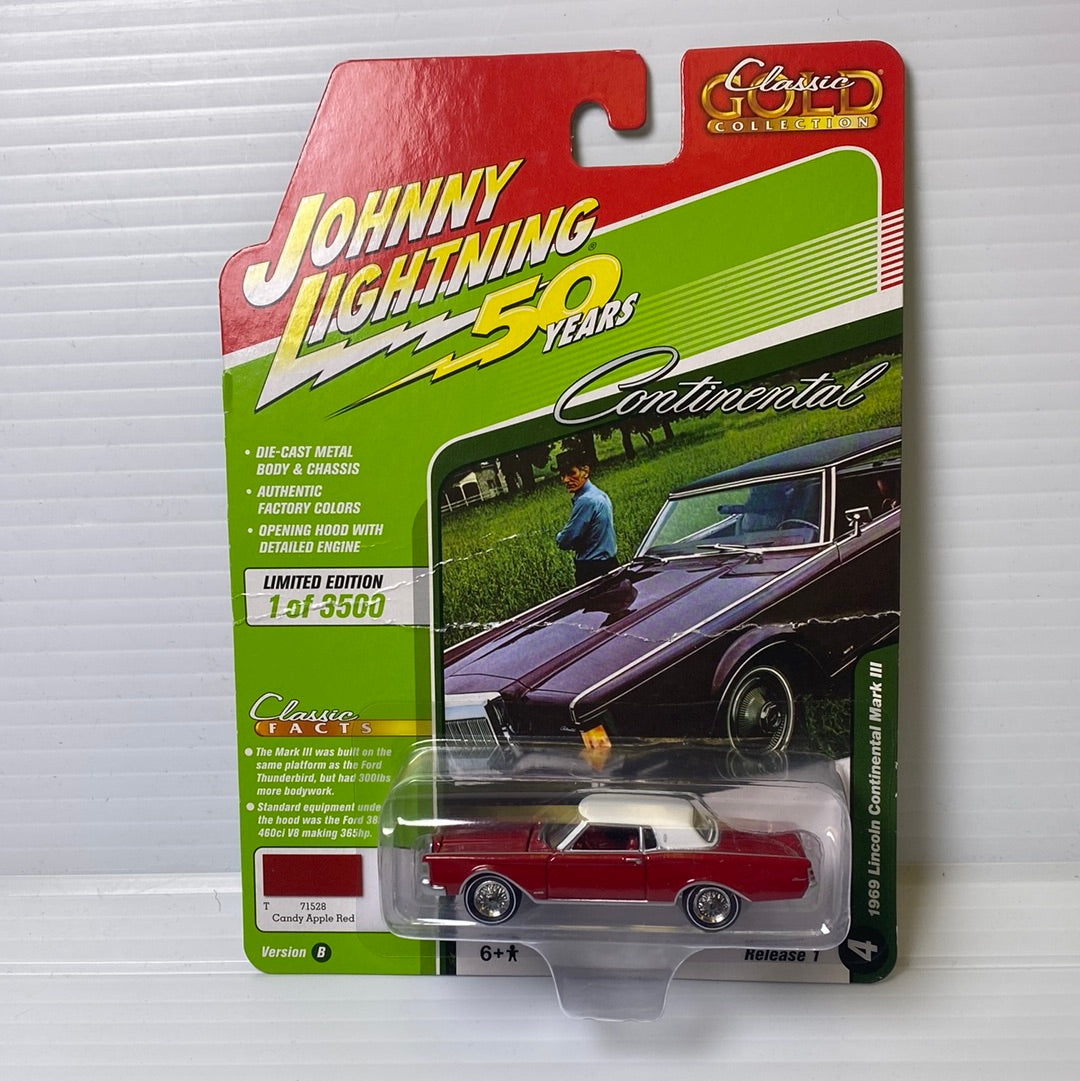 Classic
GOLD
COLLECTION
JOHNNY
LIGHTNING®
50
YEARS
Continental
• DIE-CAST METAL
BODY & CHASSIS
• AUTHENTIC
FACTORY COLORS
• OPENING HOOD WITH
DETAILED ENGINE
LIMITED EDITION
1 of 3500
Classic
FACTS
• The Mark III was built on the
same platform as the Ford
Thunderbird, but had 300lbs
more bodywork.
• Standard equipment unde
the hood was the Ford 38
460ci V8 making 365hp.
T 71528
Candy Apple Red
Version B
6+
Release 1
4
1969 Lincoln Continental Mark III